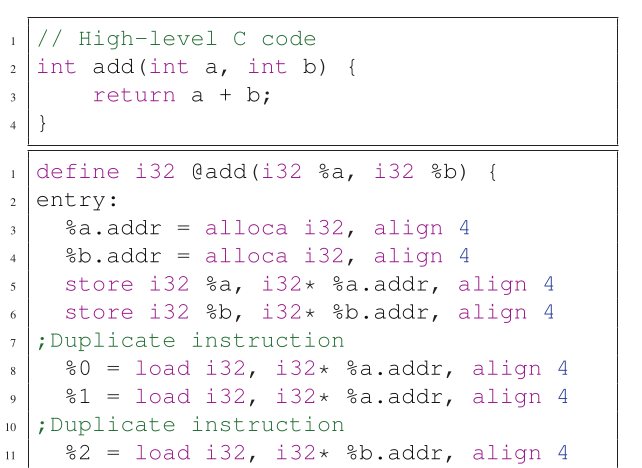 1 // High-level C code
2 int add(int a, int b) {
3     return a + b;
4 }
1 define i32 @add(i32 %a, i32 %b) {
2 entry:
3   %a.addr = alloca i32, align 4
4   %b.addr = alloca i32, align 4
5   store i32 %a, i32* %a.addr, align 4
6   store i32 %b, i32* %b.addr, align 4
7 ;Duplicate instruction
8   %0 = load i32, i32* %a.addr, align 4
9   %1 = load i32, i32* %a.addr, align 4
10 ;Duplicate instruction
11   %2 = load i32, i32* %b.addr, align 4